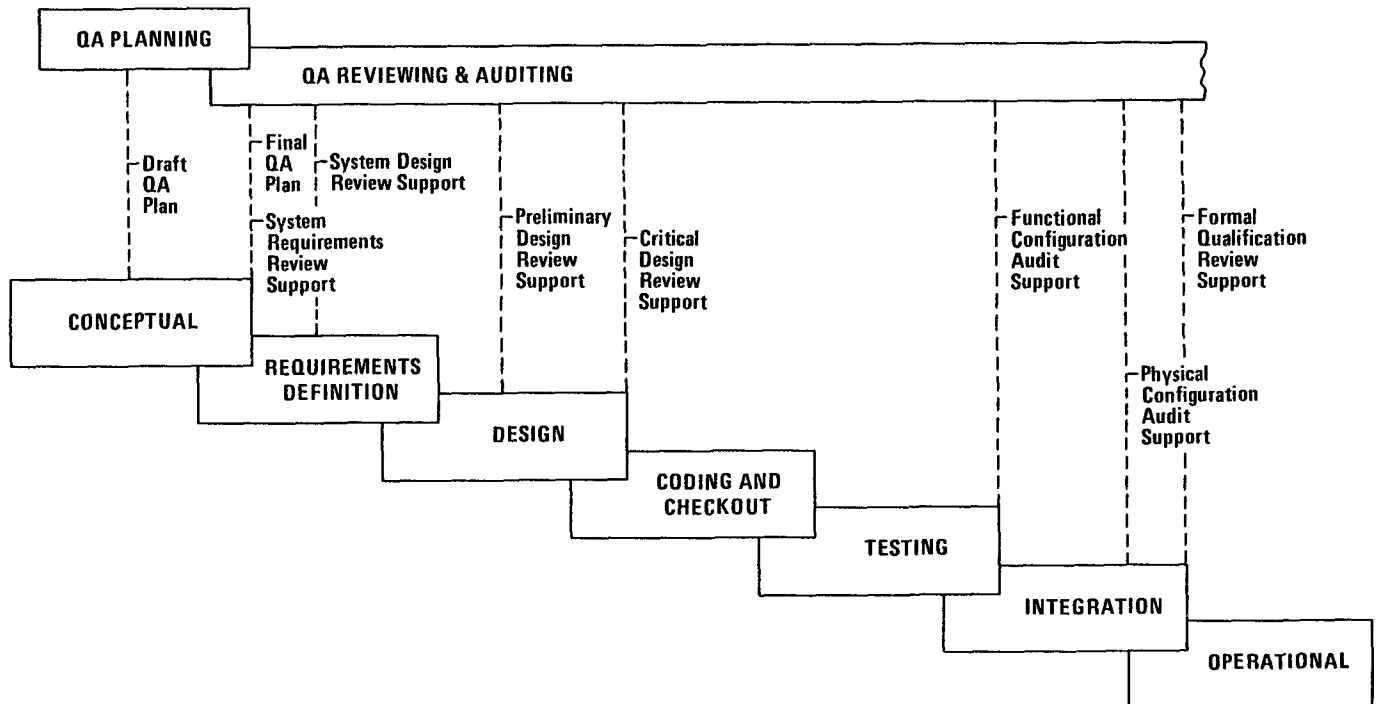 QA PLANNING
QA REVIEWING & AUDITING
Draft
QA
Plan
Final
QA
Plan
System Design
Review Support
System
Requirements
Review
Support
Preliminary
Design
Review
Support
Critical
Design
Review
Support
Functional
Configuration
Audit
Support
Formal
Qualification
Review
Support
Physical
Configuration
Audit
Support
CONCEPTUAL
REQUIREMENTS
DEFINITION
DESIGN
CODING AND
CHECKOUT
TESTING
INTEGRATION
OPERATIONAL